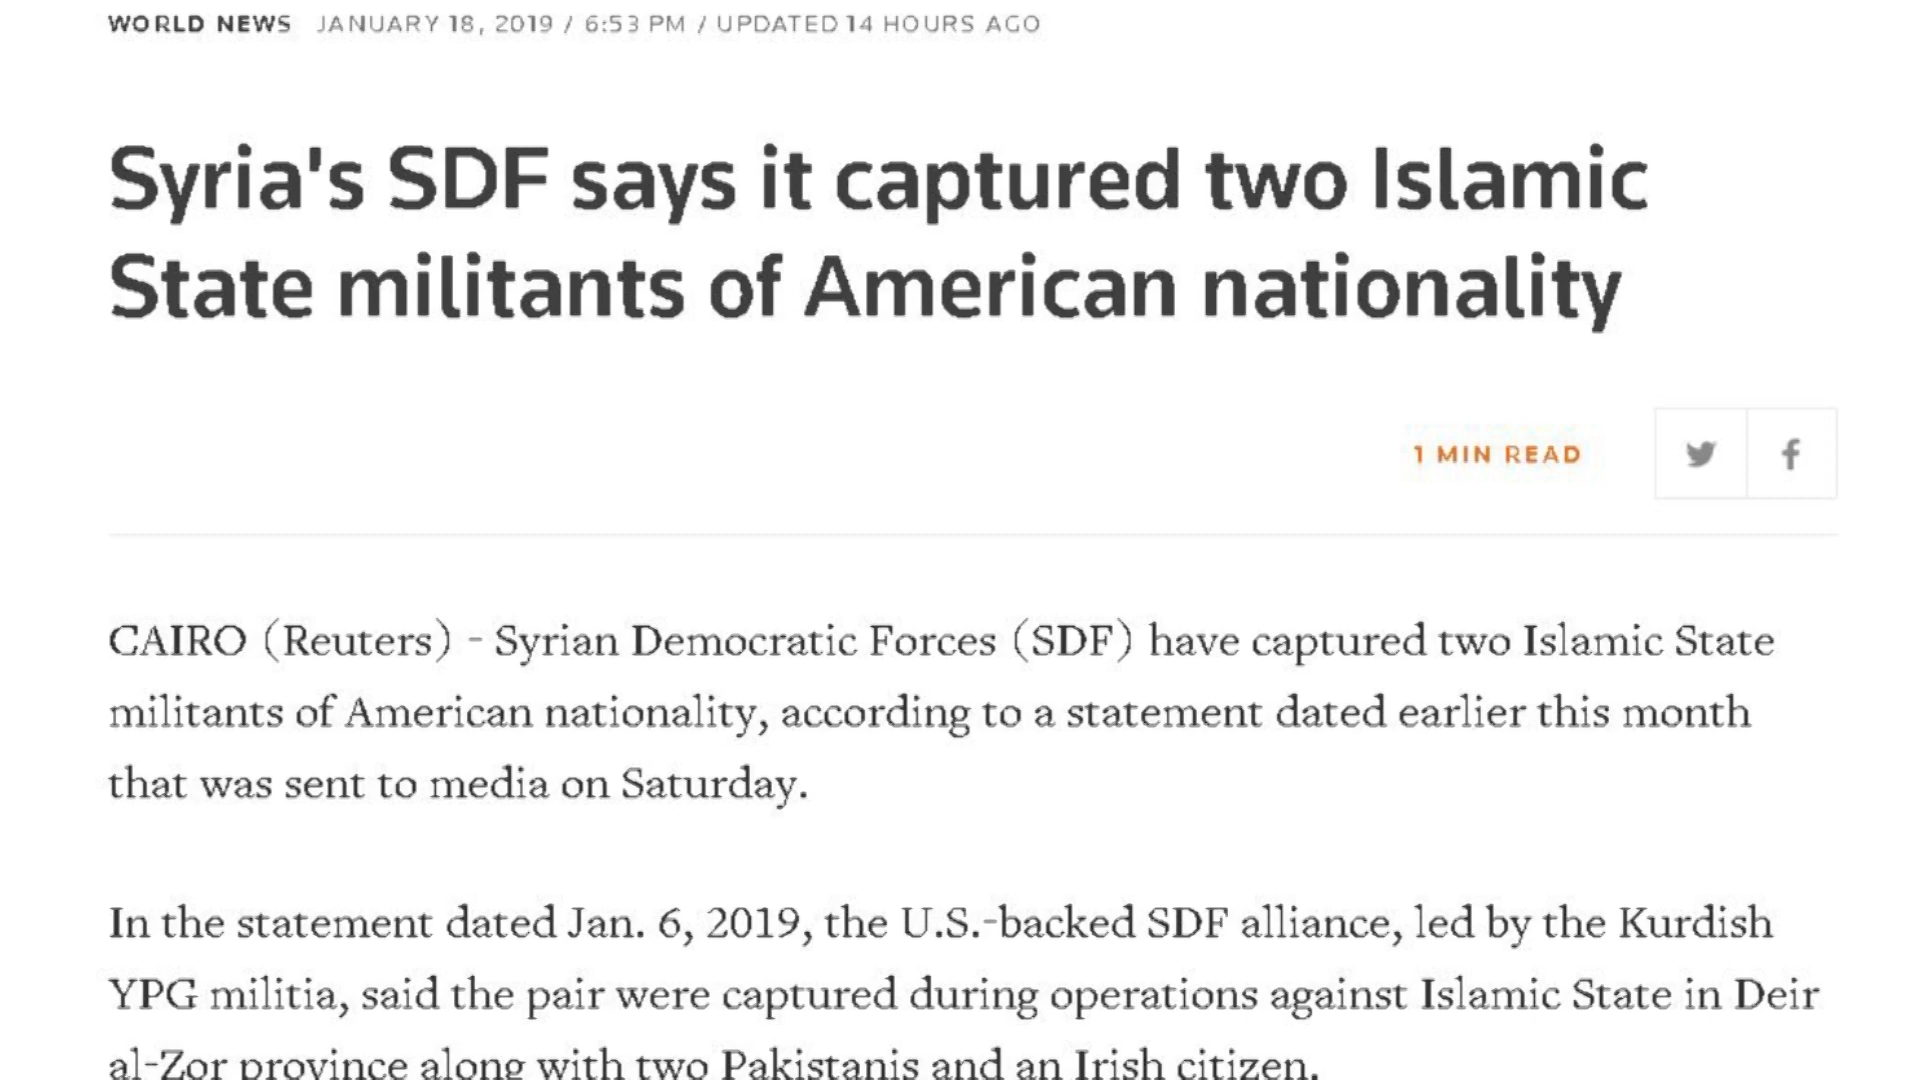 WORLD NEWS JANUARY 18, 2019 / 6:53 PM / UPDATED 14 HOURS AGO
Syria's SDF says it captured two Islamic
State militants of American nationality
1 MIN READ
CAIRO (Reuters) - Syrian Democratic Forces (SDF) have captured two Islamic State
militants of American nationality, according to a statement dated earlier this month
that was sent to media on Saturday.
In the statement dated Jan. 6, 2019, the U.S.-backed SDF alliance, led by the Kurdish
YPG militia, said the pair were captured during operations against Islamic State in Deir
al-Zor province along with two Pakistanis and an Irish citizen.